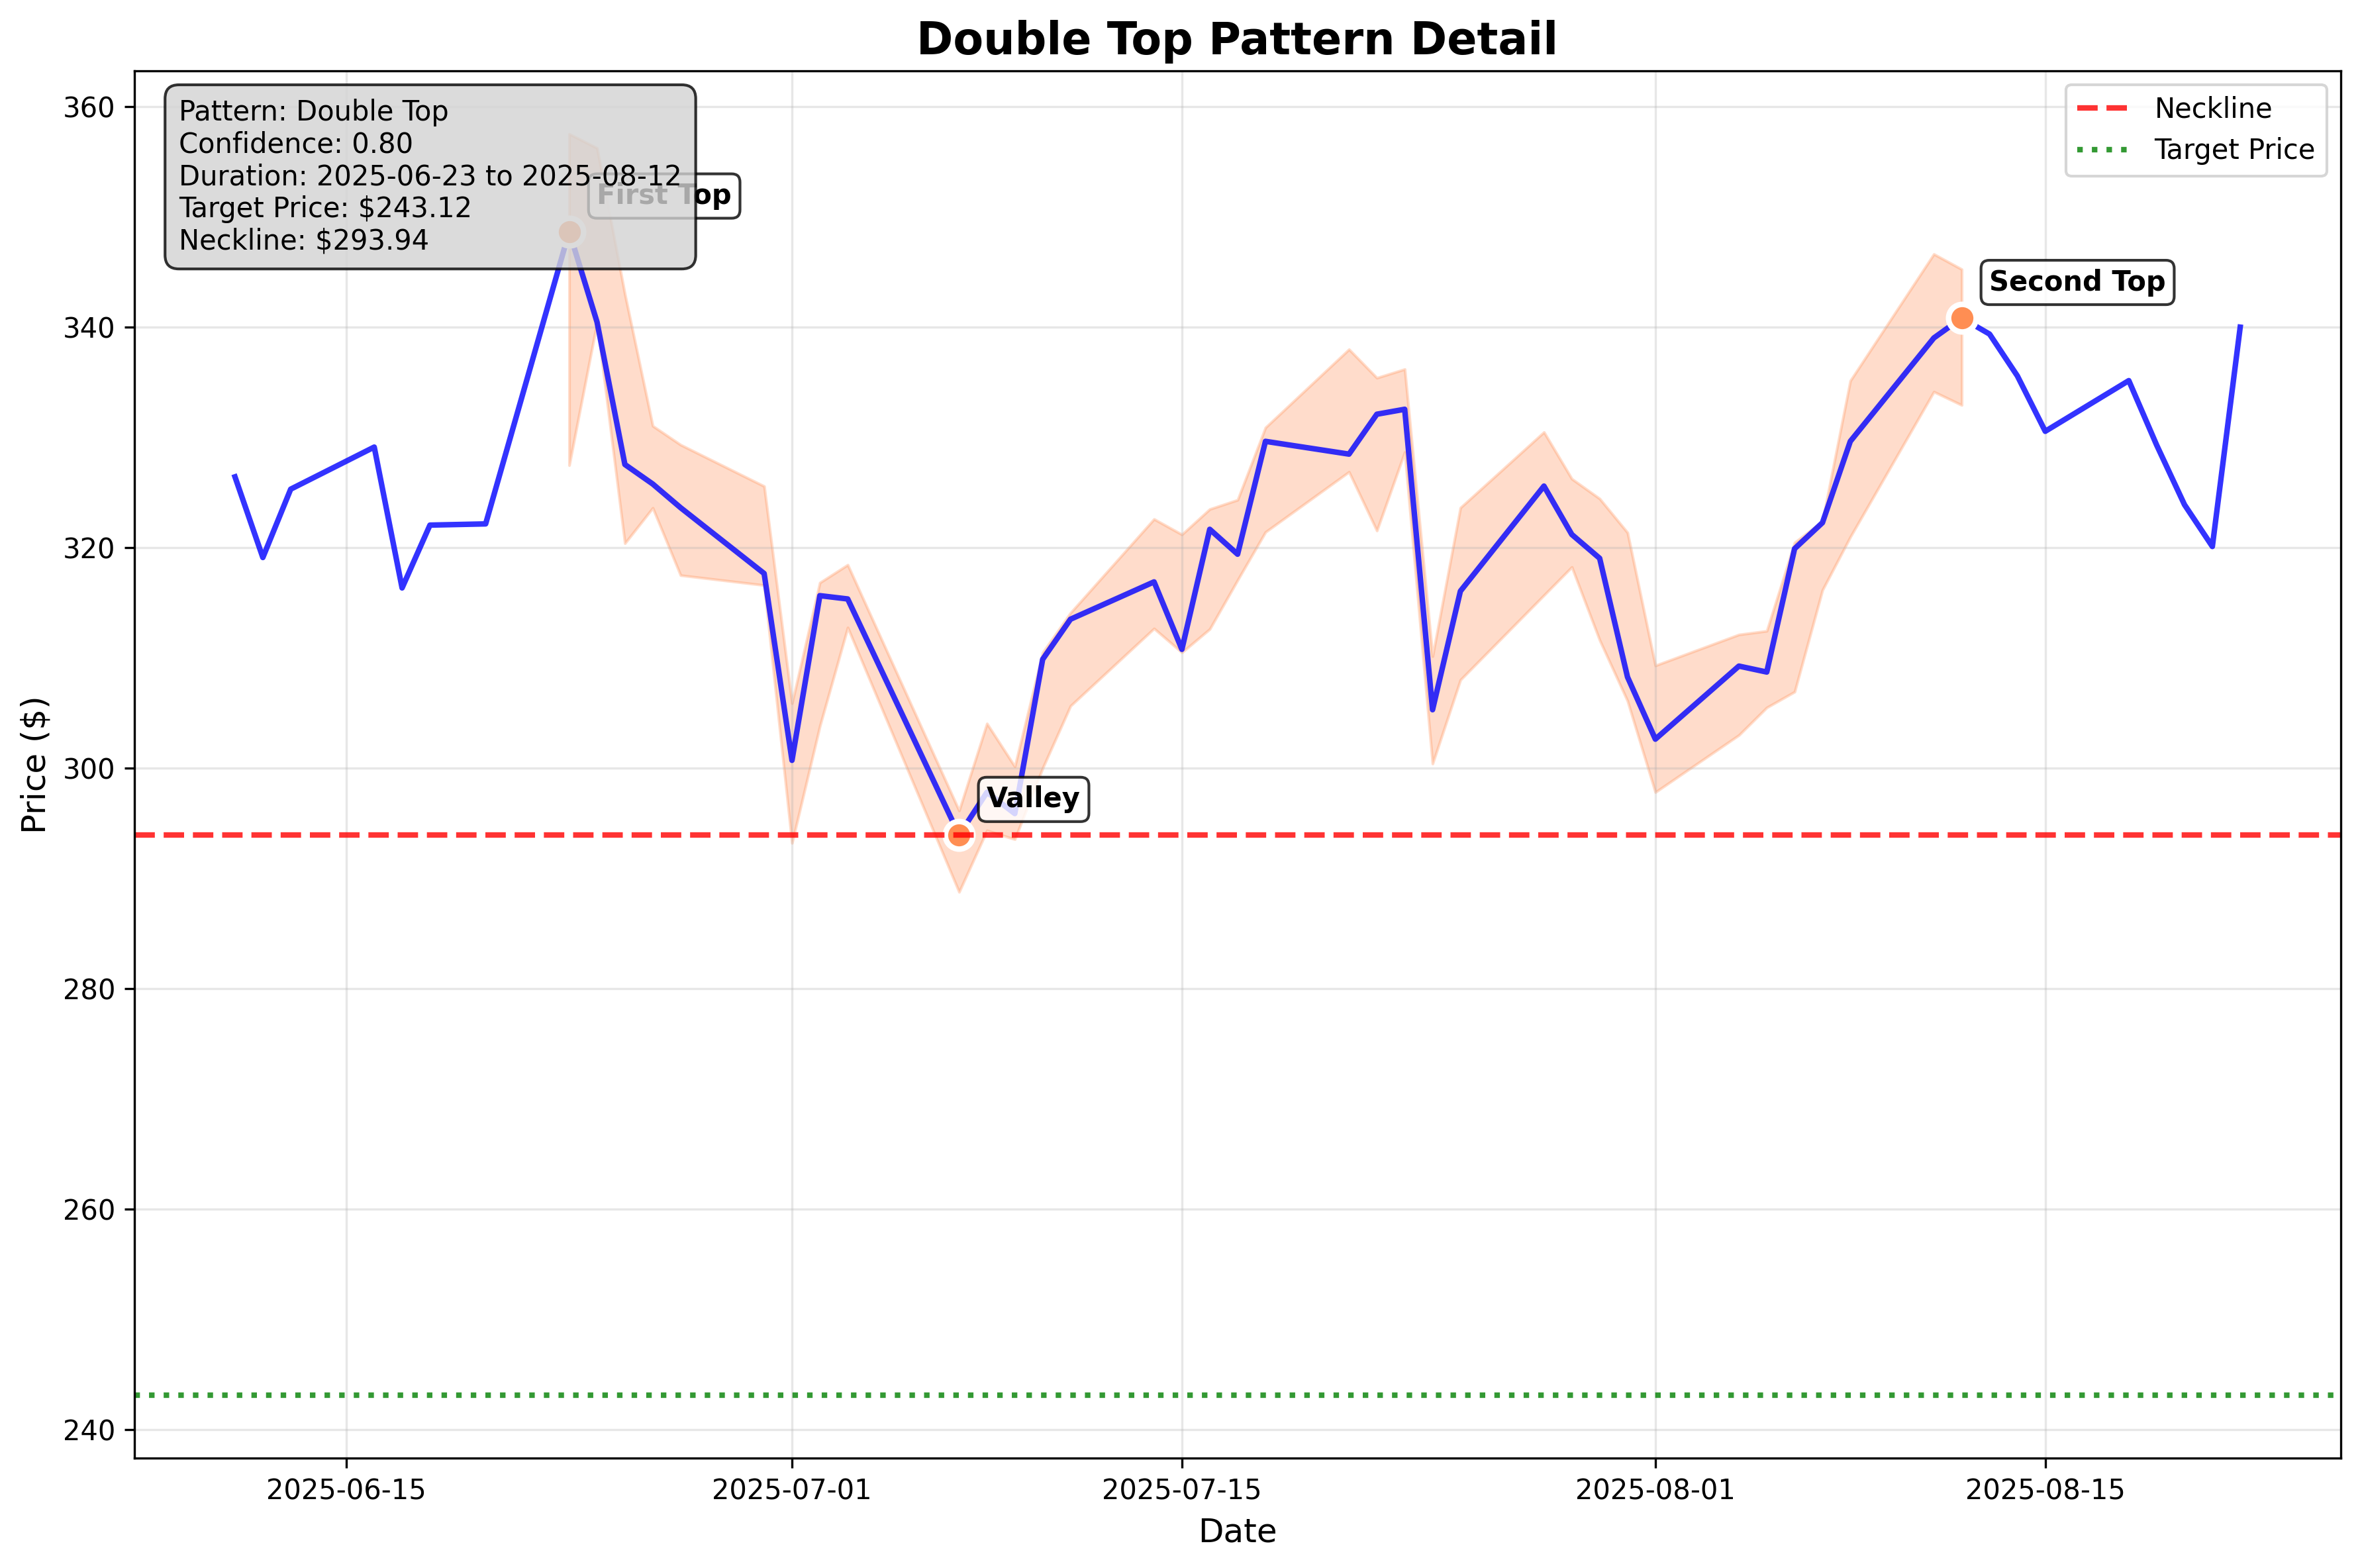 Double Top Pattern Detail
Pattern: Double Top
Confidence: 0.80
Duration: 2025-06-23 to 2025-08-12
Target Price: $243.12
Neckline: $293.94
Neckline
Target Price
First Top
Second Top
Valley
Price ($)
360
340
320
300
280
260
240
2025-06-15
2025-07-01
2025-07-15
2025-08-01
2025-08-15
Date